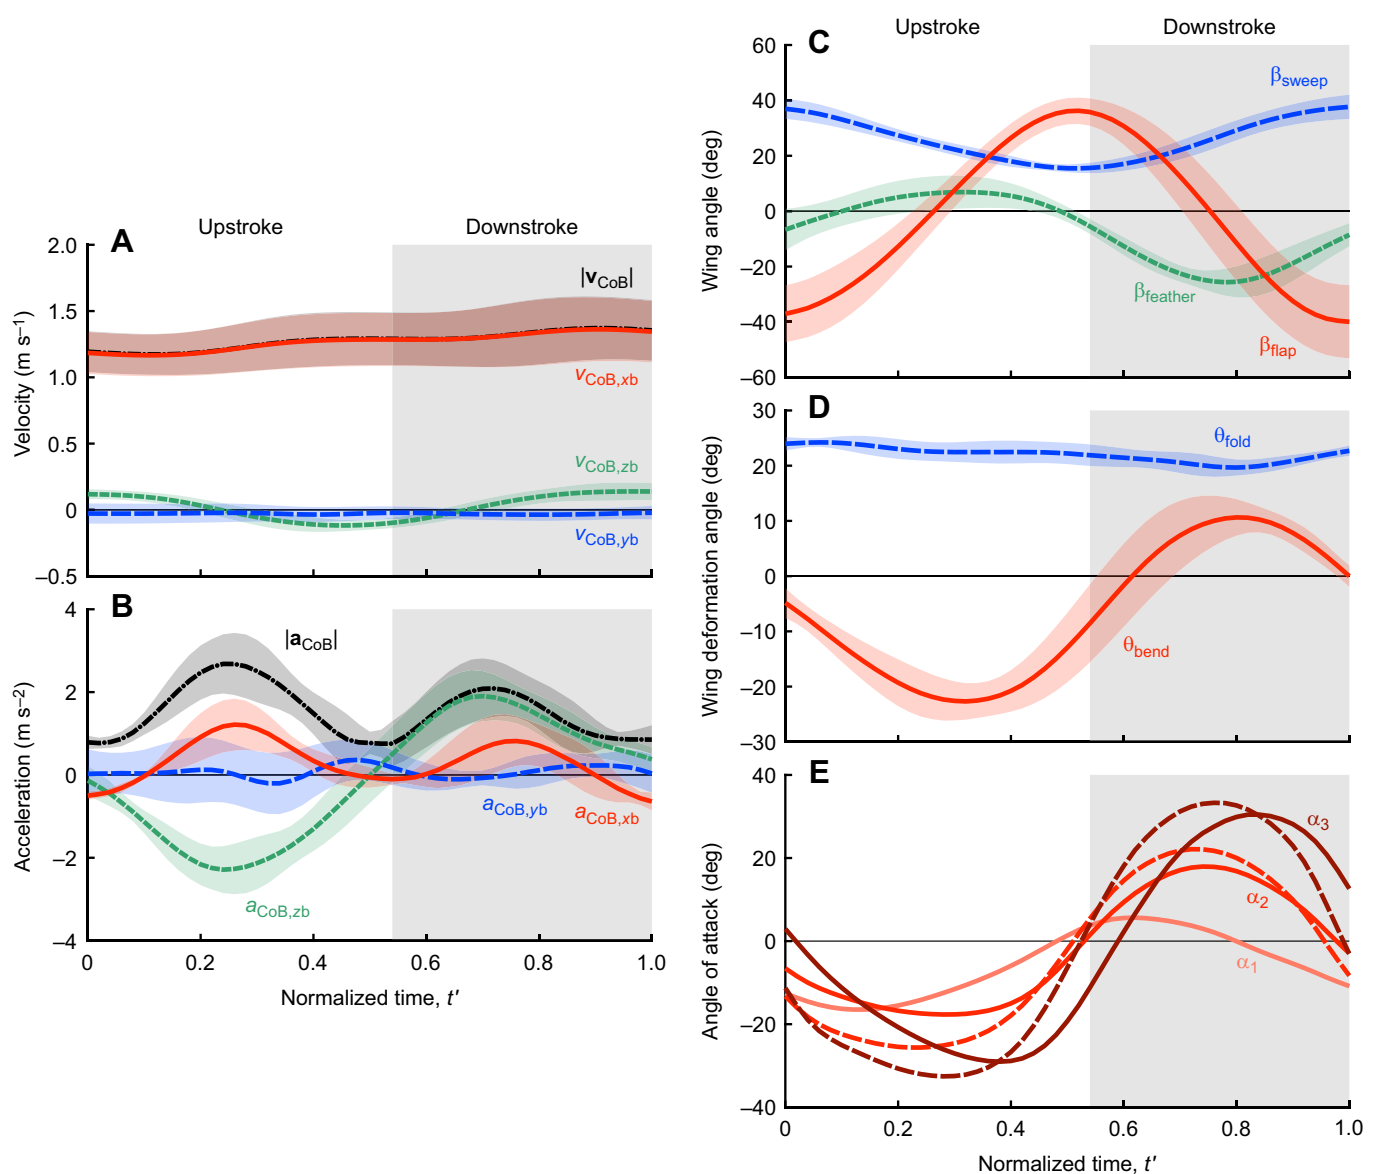 Upstroke
Downstroke
A
2.0
1.5
1.0
0.5
0
–0.5
Velocity (m s–1)
|vCoB|
vCoB,xb
vCoB,zb
vCoB,yb
B
4
2
0
–2
–4
Acceleration (m s–2)
|aCoB|
aCoB,yb
aCoB,xb
aCoB,zb
0
0.2
0.4
0.6
0.8
1.0
Normalized time, t′
Upstroke
Downstroke
C
60
40
20
0
–20
–40
–60
Wing angle (deg)
βsweep
βfeather
βflap
D
30
20
10
0
–10
–20
–30
Wing deformation angle (deg)
θfold
θbend
E
40
20
0
–20
–40
Angle of attack (deg)
α3
α2
α1
0
0.2
0.4
0.6
0.8
1.0
Normalized time, t′